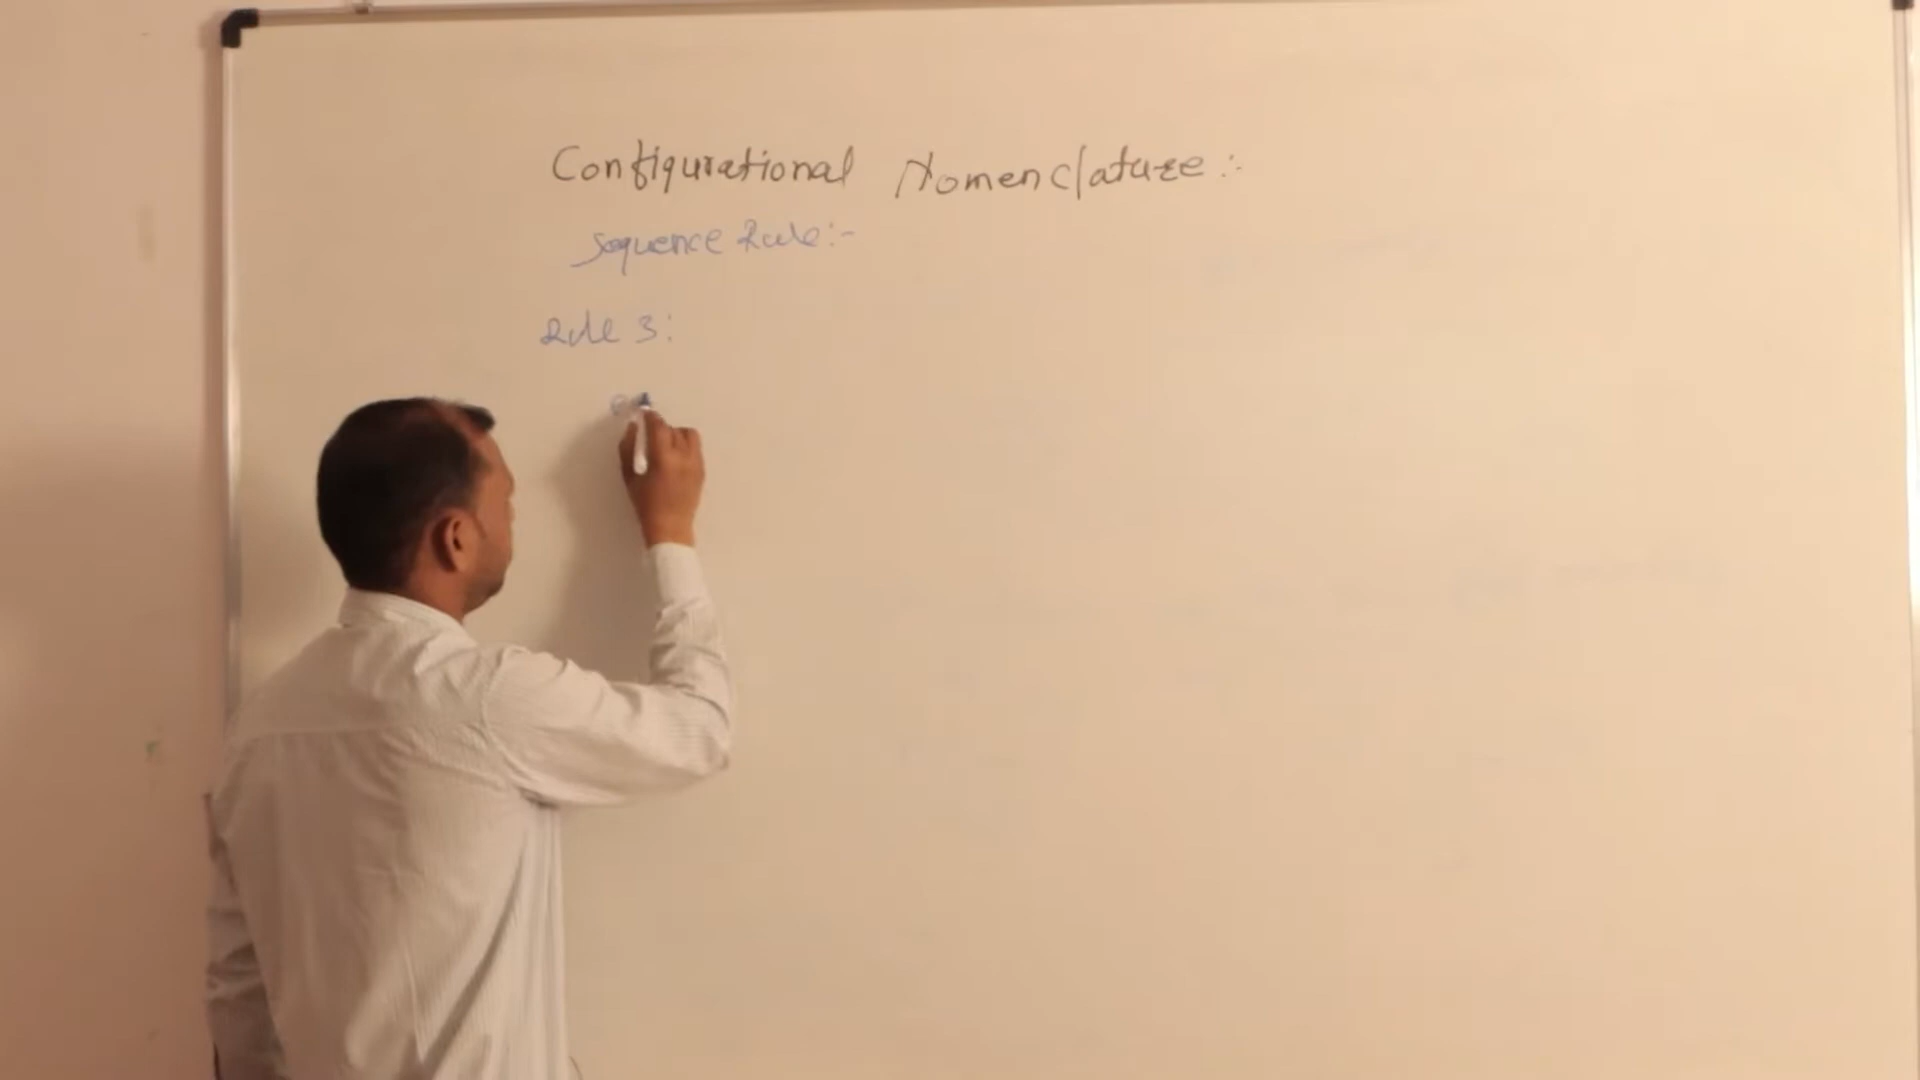 Configurational Nomenclature :-
Sequence Rule :-
Rule 3 :